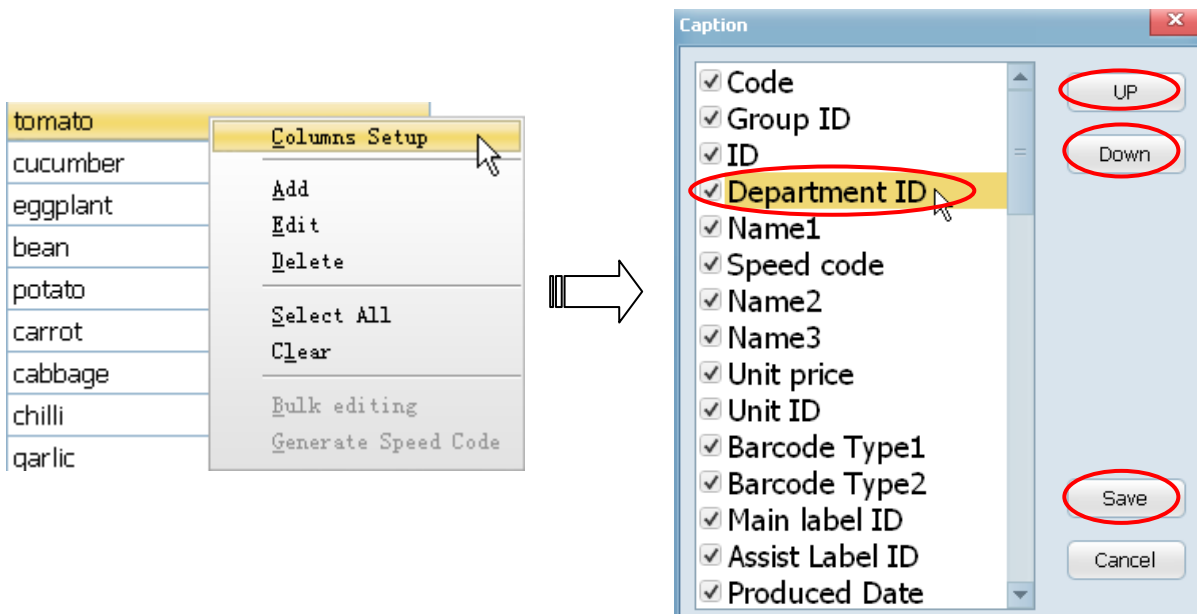 tomato
cucumber
eggplant
bean
potato
carrot
cabbage
chilli
garlic
Columns Setup
Add
Edit
Delete
Select All
Clear
Bulk editing
Generate Speed Code
Caption
Code
Group ID
ID
Department ID
Name1
Speed code
Name2
Name3
Unit price
Unit ID
Barcode Type1
Barcode Type2
Main label ID
Assist Label ID
Produced Date
UP
Down
Save
Cancel